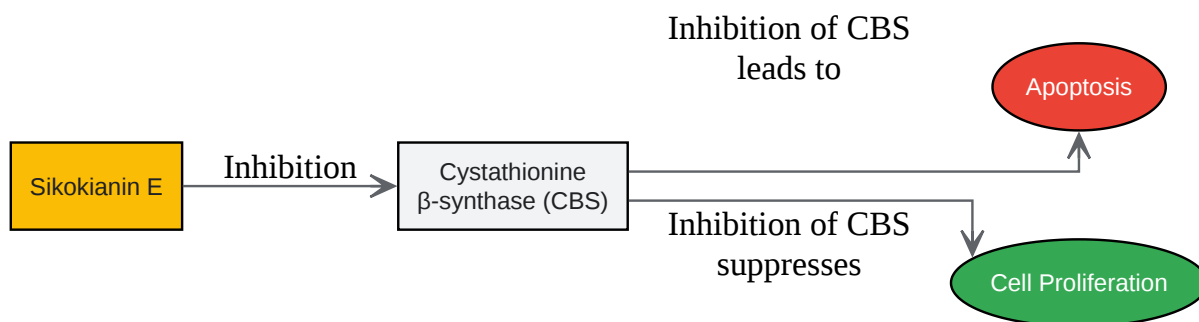 Inhibition of CBS
leads to
Apoptosis
Sikokianin E
Inhibition
Cystathionine
β-synthase (CBS)
Inhibition of CBS
suppresses
Cell Proliferation